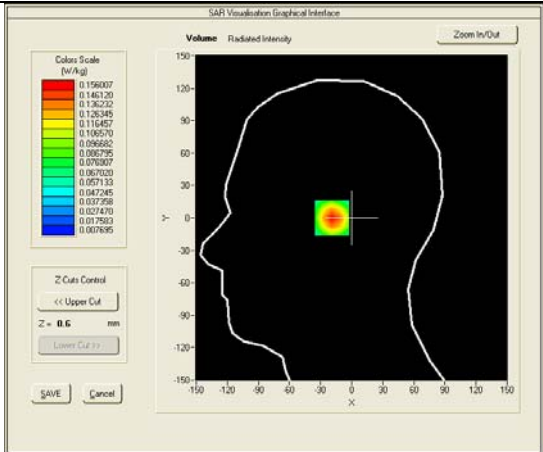 SAR Visualisation Graphical Interface
Volume Radiated Intensity
Zoom In/Out
Colors Scale
(W/kg)
0.156007
0.146120
0.136232
0.126345
0.116457
0.106570
0.096682
0.086795
0.076907
0.067020
0.057133
0.047245
0.037358
0.027470
0.017583
0.007695
Z Cuts Control
<< Upper Cut
Z = 0.6 mm
Lower Cut >>
SAVE
Cancel
150
120
90
60
30
Y
0
-30
-60
-90
-120
-150
-150 -120 -90 -60 -30 0 30 60 90 120 150
X